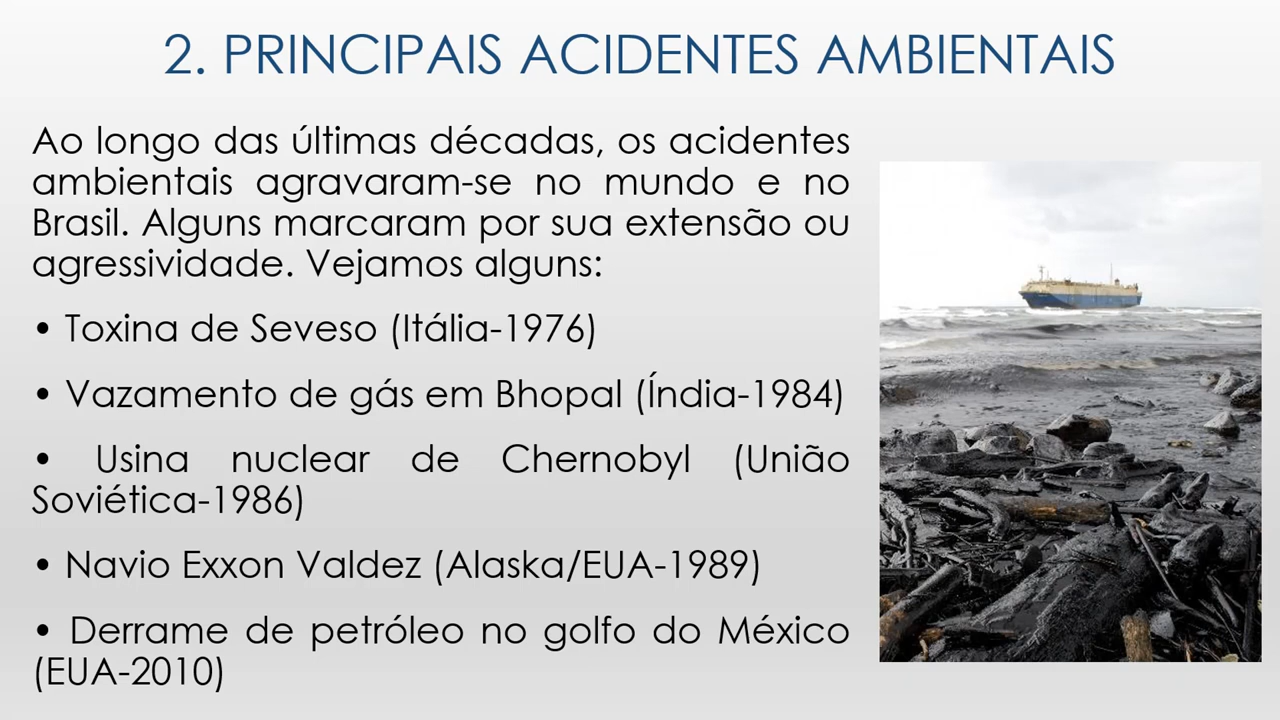 2. PRINCIPAIS ACIDENTES AMBIENTAIS
Ao longo das últimas décadas, os acidentes
ambientais agravaram-se no mundo e no
Brasil. Alguns marcaram por sua extensão ou
agressividade. Vejamos alguns:
• Toxina de Seveso (Itália-1976)
• Vazamento de gás em Bhopal (Índia-1984)
• Usina nuclear de Chernobyl (União
Soviética-1986)
• Navio Exxon Valdez (Alaska/EUA-1989)
• Derrame de petróleo no golfo do México
(EUA-2010)